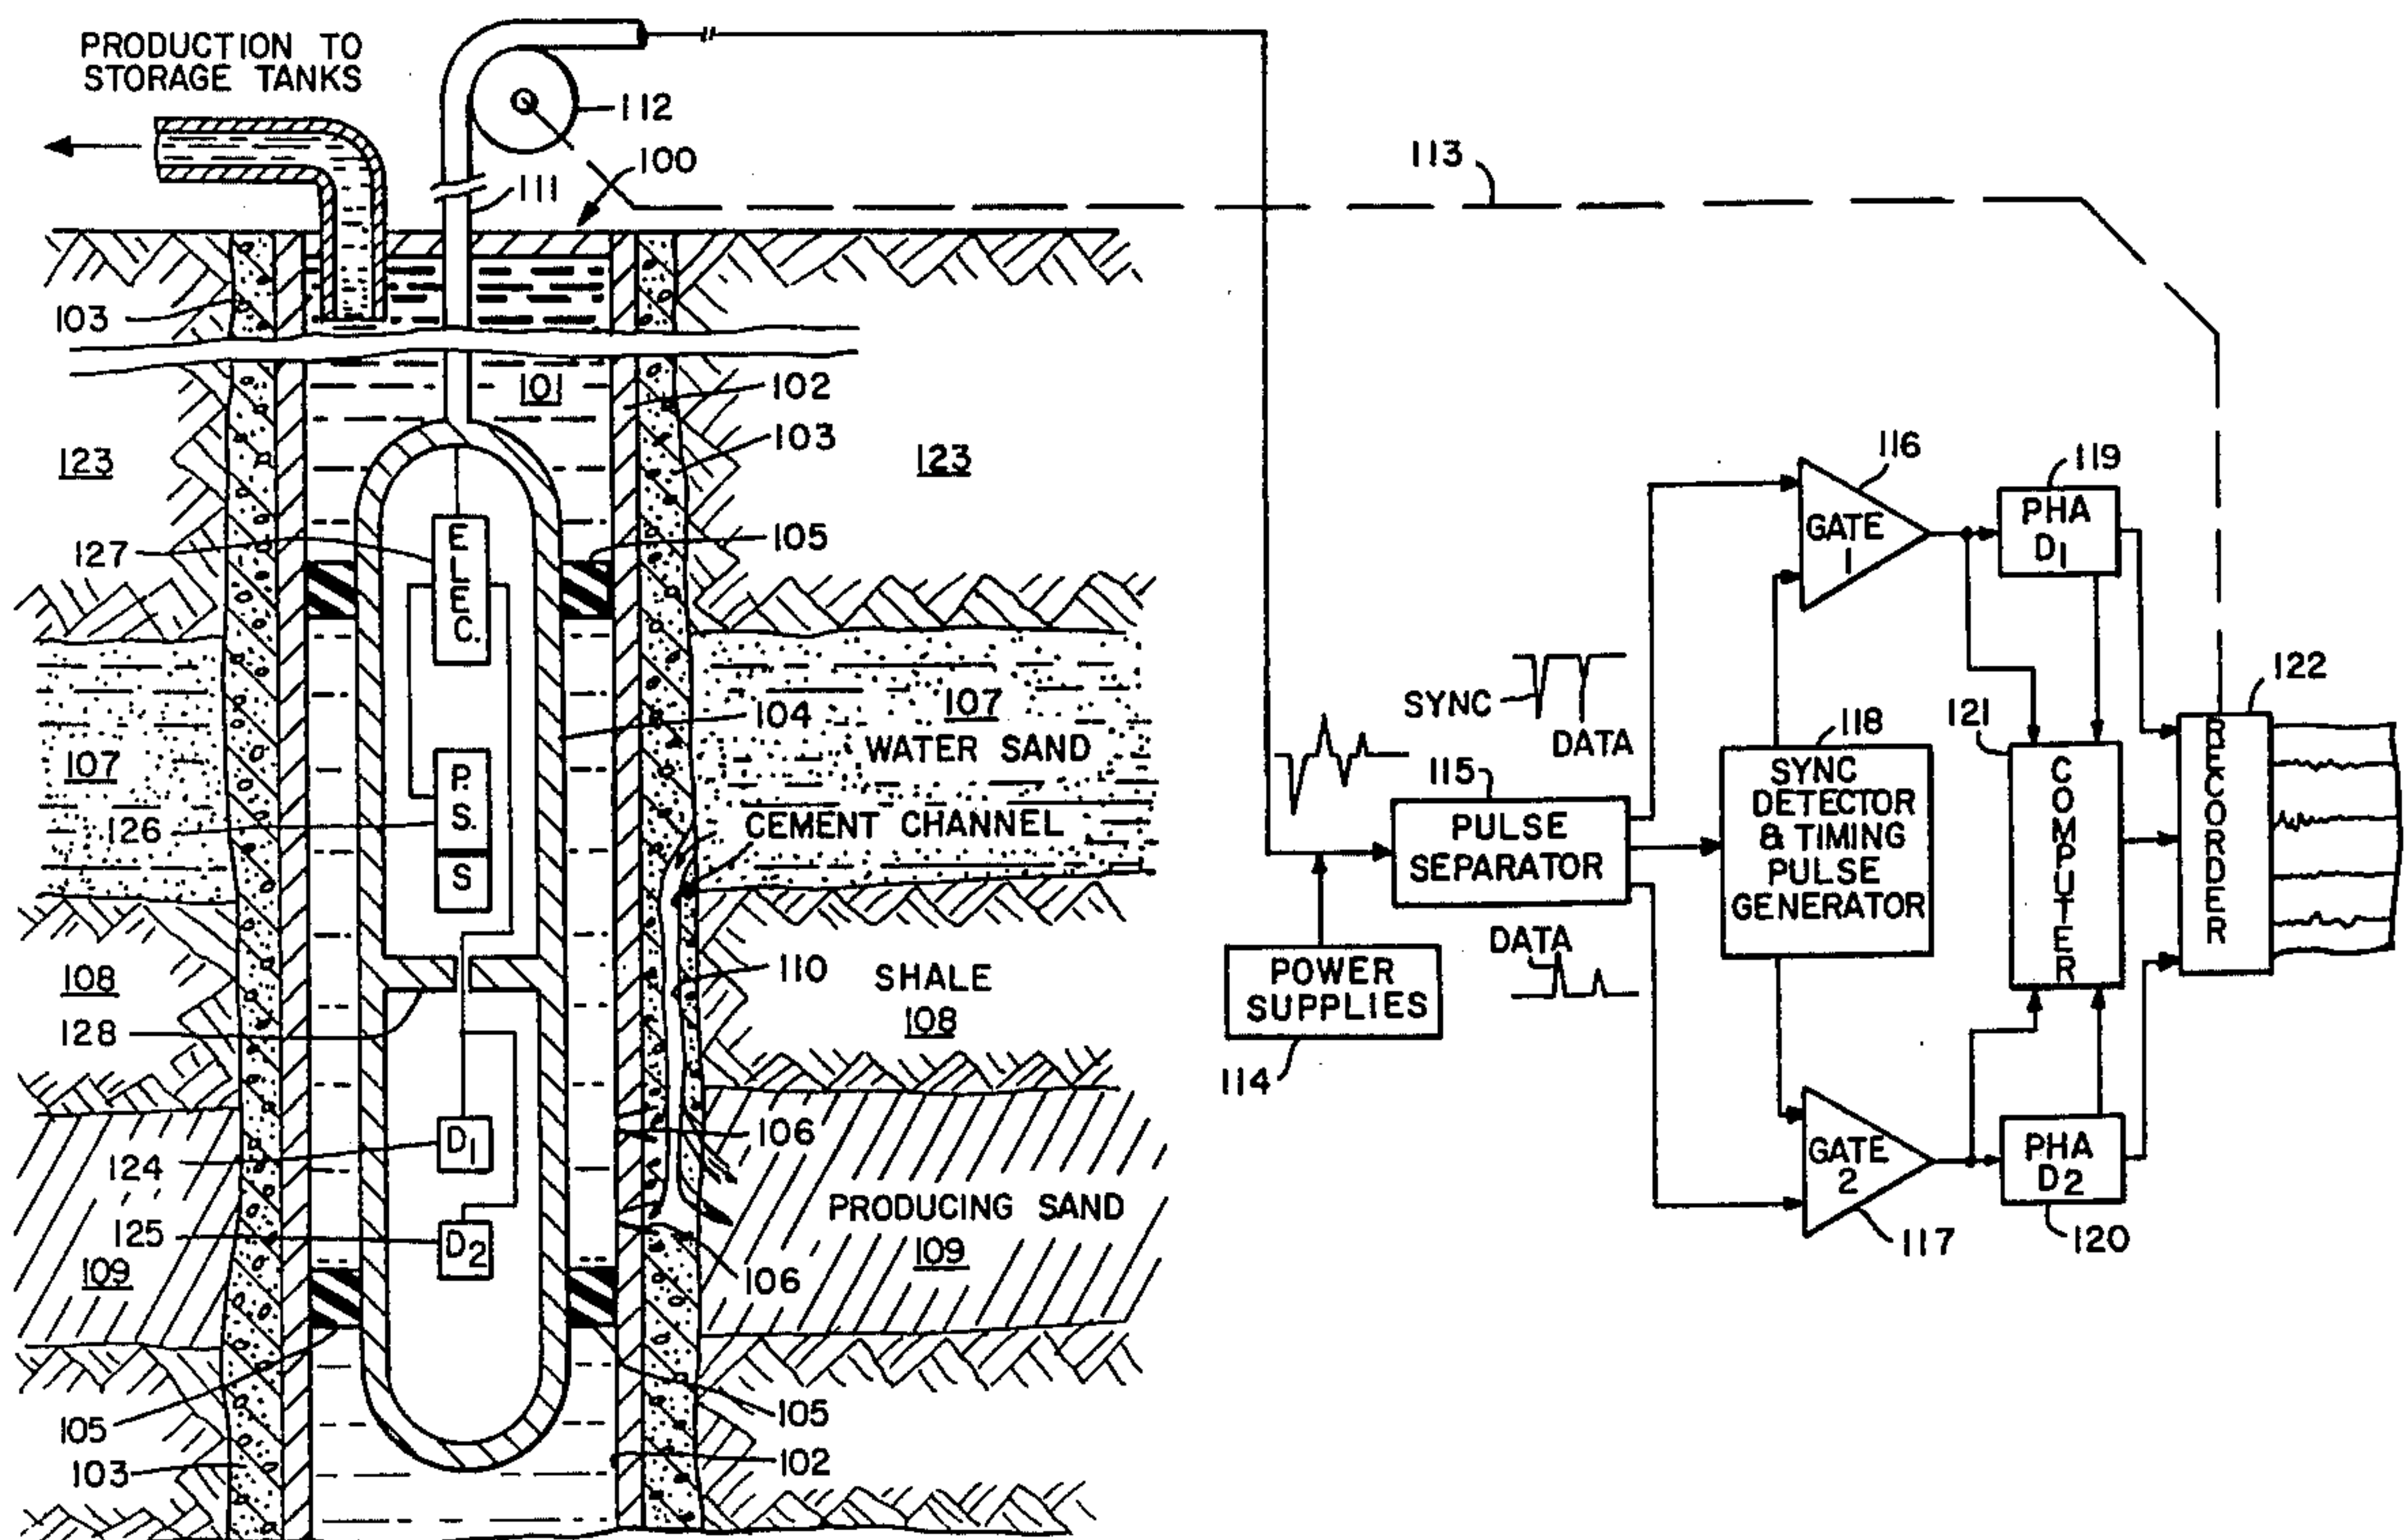 PRODUCTION TO
STORAGE TANKS
112
100
111
113
103
101
102
103
123
123
127
ELEC.
105
107
WATER SAND
104
107
P.S.
126
S
CEMENT CHANNEL
108
110
SHALE
108
128
106
124
D1
PRODUCING SAND
109
125
D2
109
106
105
105
103
102
SYNC
DATA
115
PULSE
SEPARATOR
DATA
POWER
SUPPLIES
114
116
GATE
1
119
PHA
D1
118
SYNC
DETECTOR
& TIMING
PULSE
GENERATOR
121
COMPUTER
122
RECORDER
GATE
2
117
PHA
D2
120